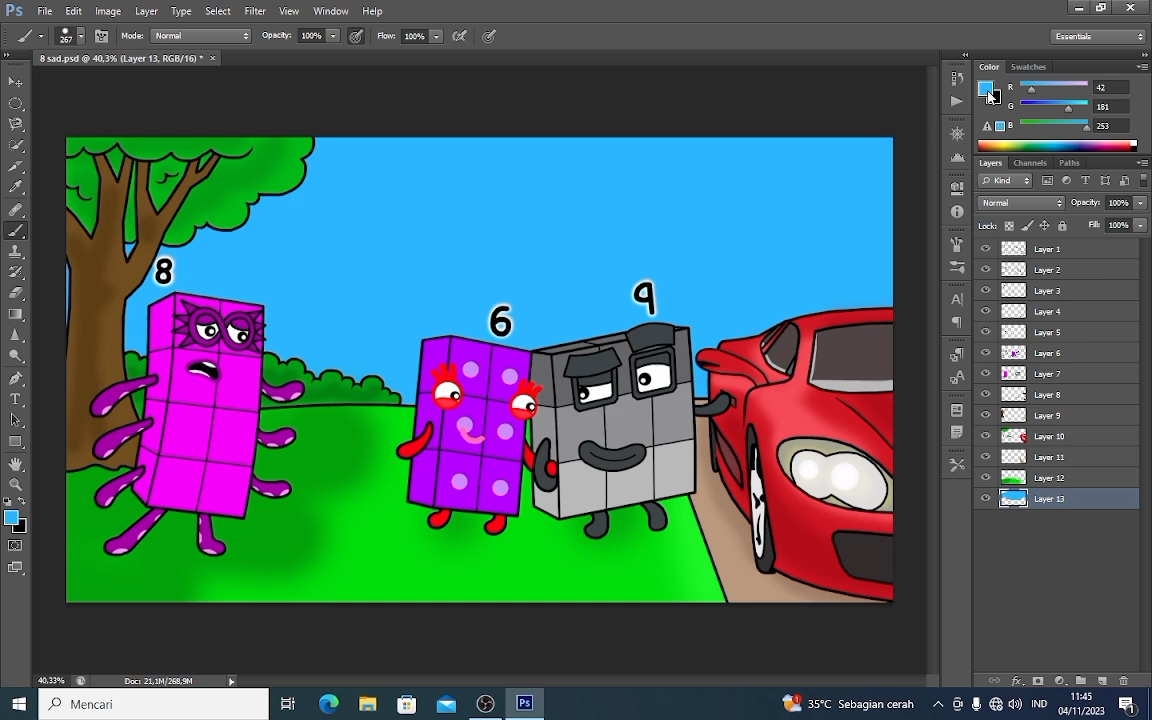 Ps File Edit Image Layer Type Select Filter View Window Help
267 Mode: Normal Opacity: 100% Flow: 100% Essentials
8 sad.psd @ 40,3% (Layer 13, RGB/16) * ×
Color Swatches
R 42
G 181
B 253
Layers Channels Paths
Kind
Normal Opacity: 100%
Lock: Fill: 100%
Layer 1
Layer 2
Layer 3
Layer 4
Layer 5
Layer 6
Layer 7
Layer 8
Layer 9
Layer 10
Layer 11
Layer 12
Layer 13
8
6
9
40,33% Doc: 21,1M/268,9M
Mencari
Ps
35°C Sebagian cerah
IND
11:45
04/11/2023
1